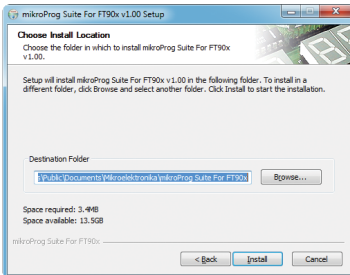 mikroProg Suite For FT90x v1.00 Setup
Choose Install Location
Choose the folder in which to install mikroProg Suite For FT90x
v1.00.
Setup will install mikroProg Suite For FT90x v1.00 in the following folder. To install in a
different folder, click Browse and select another folder. Click Install to start the installation.
Destination Folder
s\Public\Documents\Mikroelektronika\mikroProg Suite For FT90x
Browse...
Space required: 3.4MB
Space available: 13.5GB
mikroProg Suite For FT90x
< Back Install Cancel